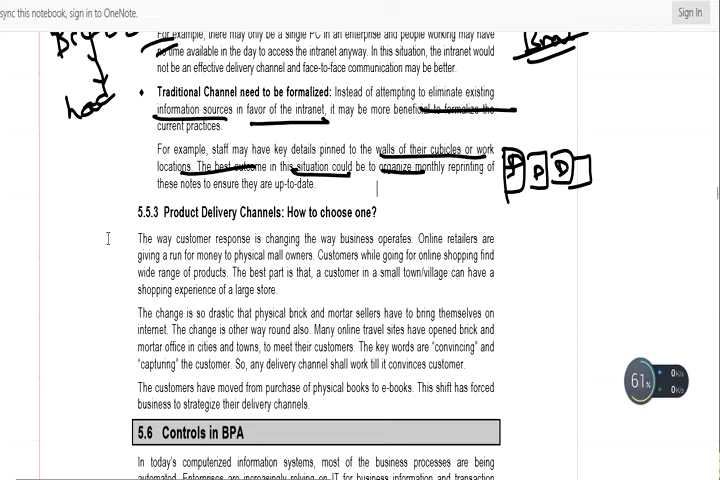 sync this notebook, sign in to OneNote.
Sign In
For example, there may only be a single PC in an enterprise and people working may have
no time available in the day to access the intranet anyway. In this situation, the intranet would
not be an effective delivery channel and face-to-face communication may be better.
♦ Traditional Channel need to be formalized: Instead of attempting to eliminate existing
information sources in favor of the intranet, it may be more beneficial to formalize the
current practices.
For example, staff may have key details pinned to the walls of their cubicles or work
locations. The best outcome in this situation could be to organize monthly reprinting of
these notes to ensure they are up-to-date.
P D D
5.5.3 Product Delivery Channels: How to choose one?
The way customer response is changing the way business operates. Online retailers are
giving a run for money to physical mall owners. Customers while going for online shopping find
wide range of products. The best part is that, a customer in a small town/village can have a
shopping experience of a large store.
The change is so drastic that physical brick and mortar sellers have to bring themselves on
internet. The change is other way round also. Many online travel sites have opened brick and
mortar office in cities and towns, to meet their customers. The key words are “convincing” and
“capturing” the customer. So, any delivery channel shall work till it convinces customer.
The customers have moved from purchase of physical books to e-books. This shift has forced
business to strategize their delivery channels.
61%
0K/s
0K/s
5.6 Controls in BPA
In today's computerized information systems, most of the business processes are being
automated. Enterprises are increasingly relying on IT for business information and transaction